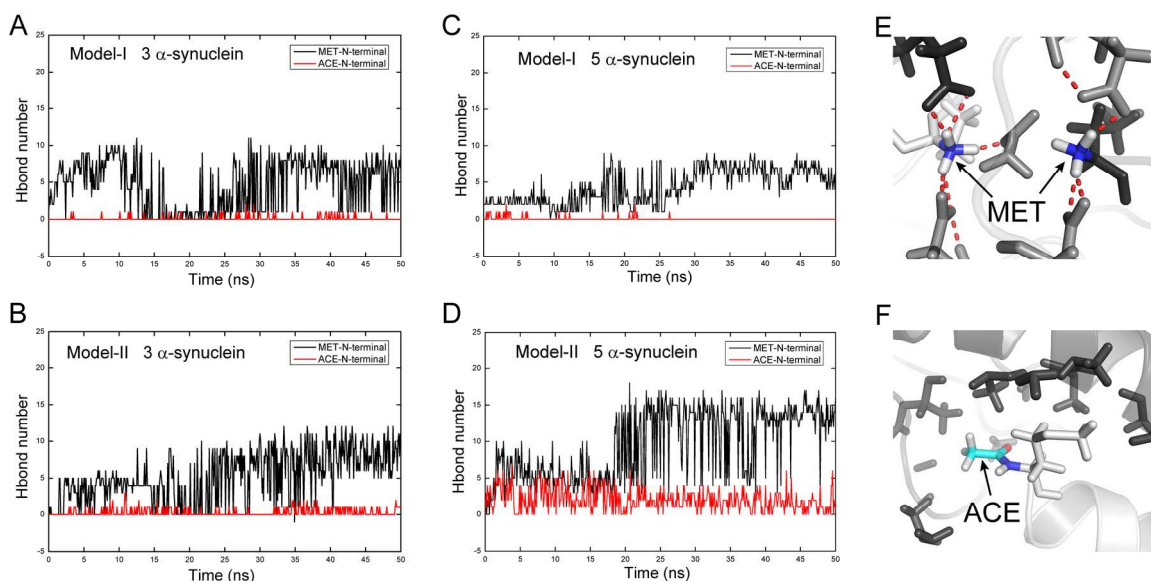 A
Model-I 3 α-synuclein
MET-N-terminal
ACE-N-terminal
Hbond number
25
20
15
10
5
0
-5
0 5 10 15 20 25 30 35 40 45 50
Time (ns)
C
Model-I 5 α-synuclein
MET-N-terminal
ACE-N-terminal
Hbond number
25
20
15
10
5
0
-5
0 5 10 15 20 25 30 35 40 45 50
Time (ns)
E
MET
B
Model-II 3 α-synuclein
MET-N-terminal
ACE-N-terminal
Hbond number
25
20
15
10
5
0
-5
0 5 10 15 20 25 30 35 40 45 50
Time (ns)
D
Model-II 5 α-synuclein
MET-N-terminal
ACE-N-terminal
Hbond number
25
20
15
10
5
0
-5
0 5 10 15 20 25 30 35 40 45 50
Time (ns)
F
ACE